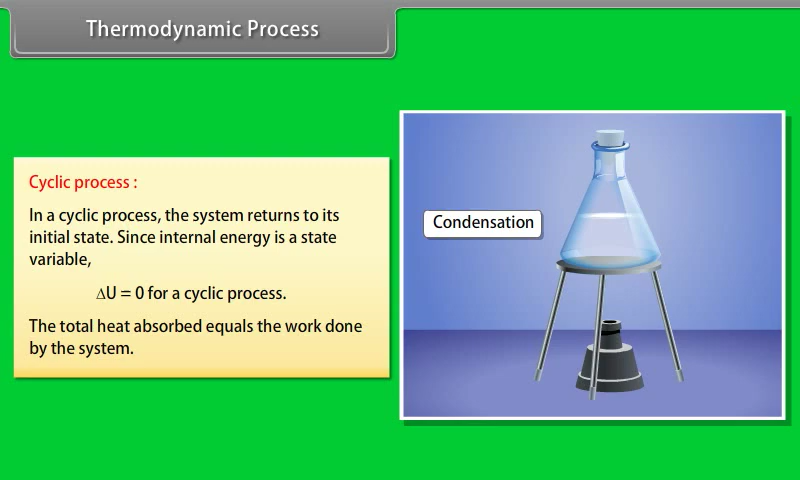 Thermodynamic Process
Cyclic process :
In a cyclic process, the system returns to its
initial state. Since internal energy is a state
variable,
∆U = 0 for a cyclic process.
The total heat absorbed equals the work done
by the system.
Condensation